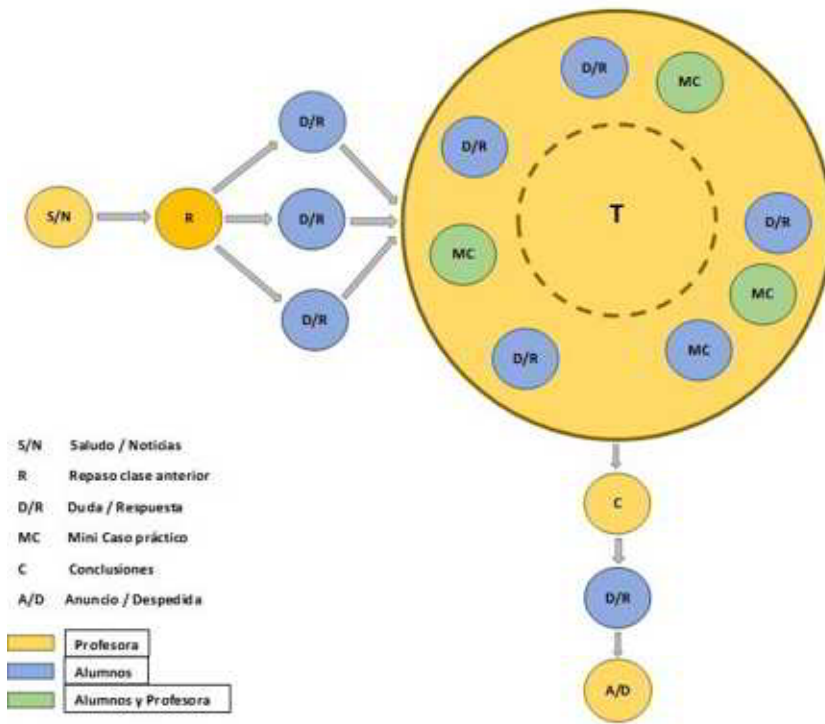 D/R
MC
D/R
D/R
S/N
R
D/R
T
D/R
MC
MC
D/R
D/R
MC
S/N Saludo / Noticias
R Repaso clase anterior
D/R Duda / Respuesta
MC Mini Caso práctico
C Conclusiones
A/D Anuncio / Despedida
C
D/R
A/D
Profesora
Alumnos
Alumnos y Profesora